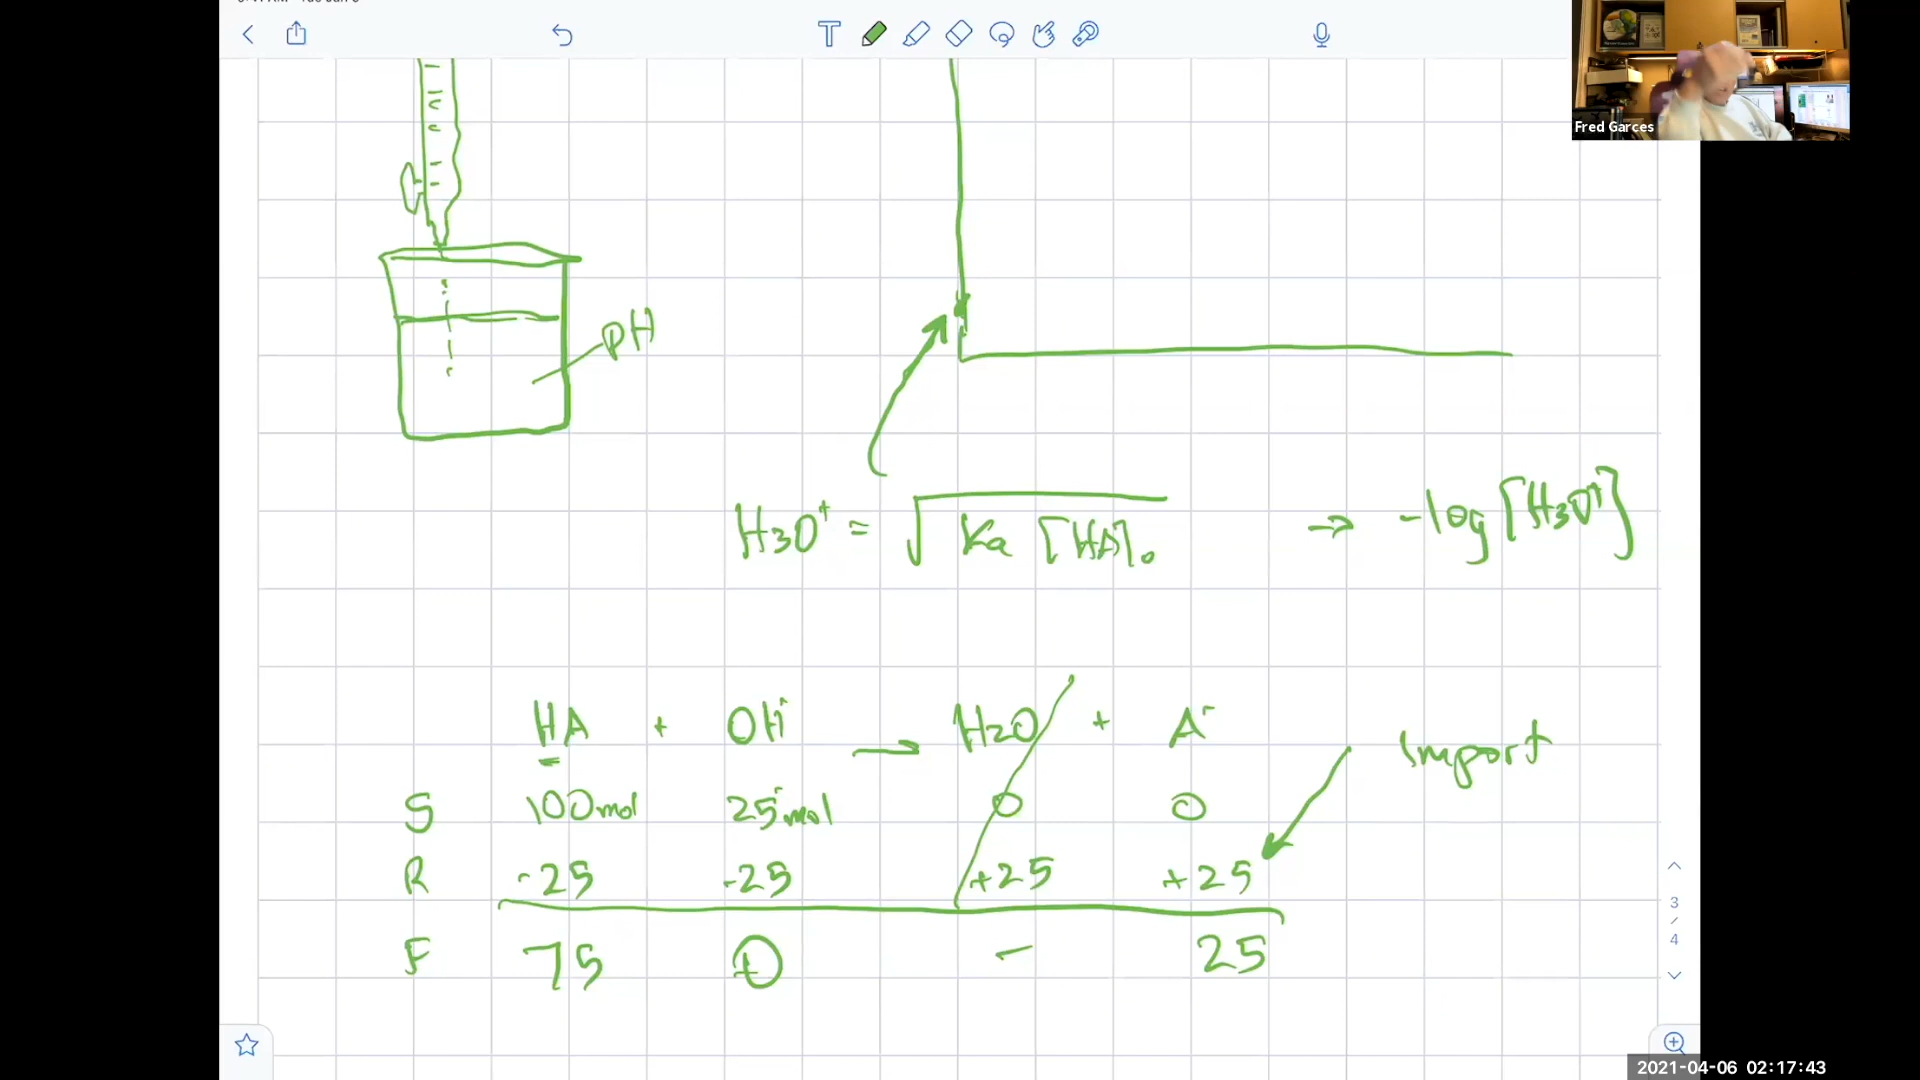 Fred Garces
pH
H3O+ = √Ka [HA]o → -log[H3O+]
HA + OH- → H2O + A-
Import
S 100mol 25mol 0 0
R -25 -25 +25 +25
F 75 0 - 25
3
/
4
2021-04-06 02:17:43